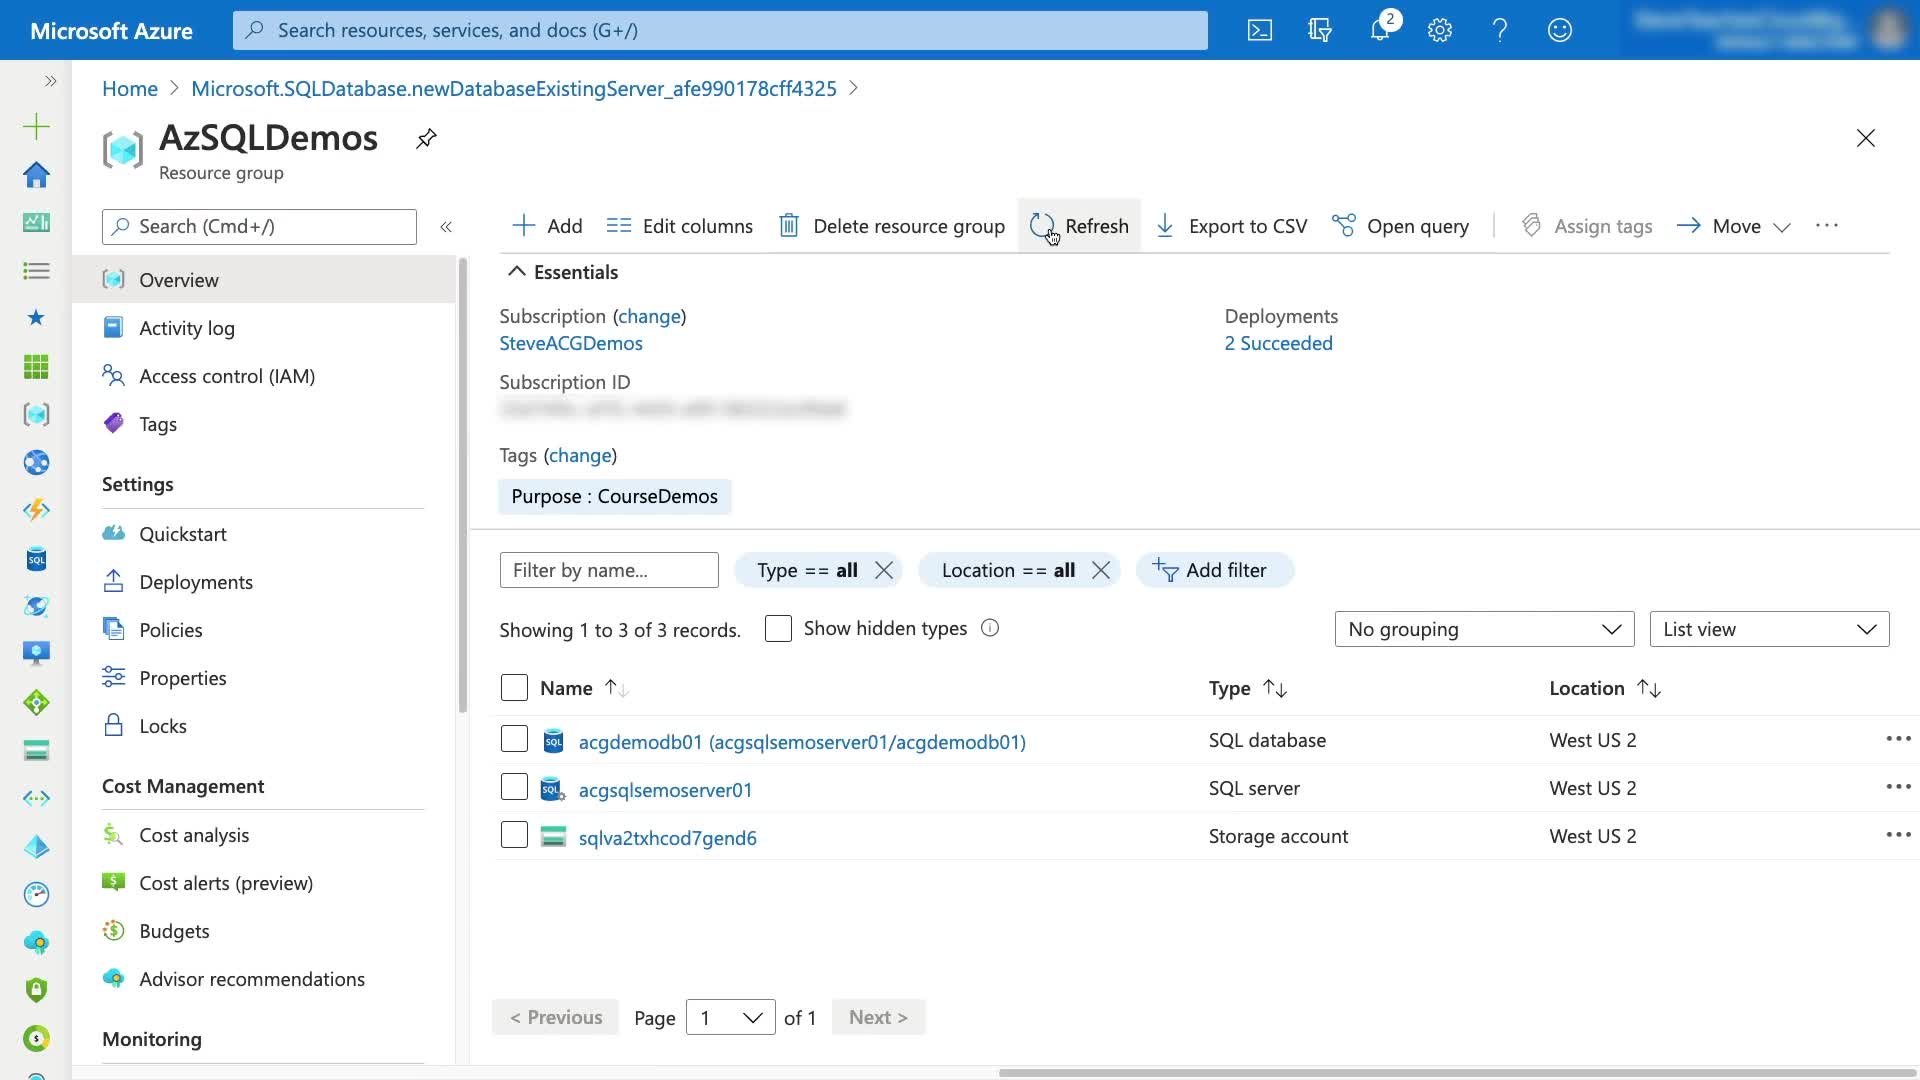 Microsoft Azure
Search resources, services, and docs (G+/)
2
Home > Microsoft.SQLDatabase.newDatabaseExistingServer_afe990178cff4325 >
AzSQLDemos
Resource group
Search (Cmd+/)
«
Add
Edit columns
Delete resource group
Refresh
Export to CSV
Open query
Assign tags
Move
Overview
Activity log
Access control (IAM)
Tags
Settings
Quickstart
Deployments
Policies
Properties
Locks
Cost Management
Cost analysis
Cost alerts (preview)
Budgets
Advisor recommendations
Monitoring
Essentials
Subscription (change)
SteveACGDemos
Deployments
2 Succeeded
Subscription ID
Tags (change)
Purpose : CourseDemos
Filter by name...
Type == all
Location == all
Add filter
Showing 1 to 3 of 3 records.
Show hidden types
No grouping
List view
Name Type Location
acgdemodb01 (acgsqlsemoserver01/acgdemodb01) SQL database West US 2
acgsqlsemoserver01 SQL server West US 2
sqlva2txhcod7gend6 Storage account West US 2
< Previous Page 1 of 1 Next >